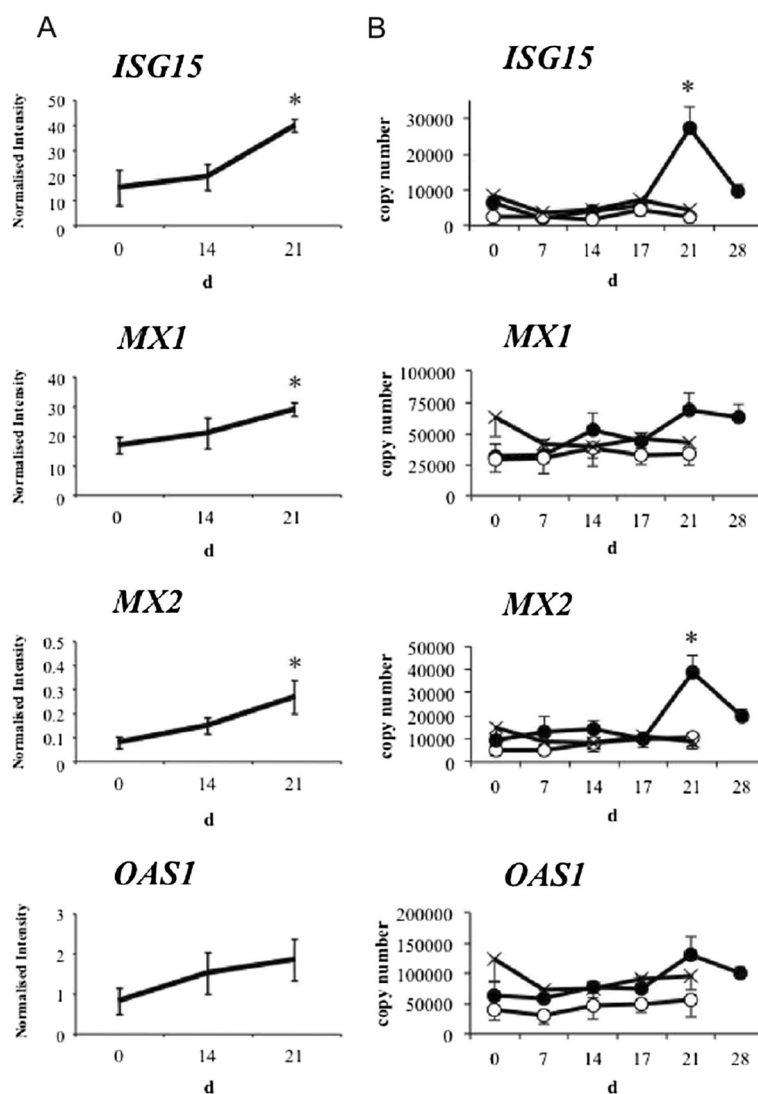 A B
ISG15 ISG15
Normalised Intensity
50
40
30
20
10
0
*
0 14 21
d
copy number
30000
20000
10000
0
*
0 7 14 17 21 28
d
MX1 MX1
Normalised Intensity
40
30
20
10
0
*
0 14 21
d
copy number
100000
75000
50000
25000
0
0 7 14 17 21 28
d
MX2 MX2
Normalised Intensity
0.5
0.4
0.3
0.2
0.1
0
*
0 14 21
d
copy number
50000
40000
30000
20000
10000
0
*
0 7 14 17 21 28
d
OAS1 OAS1
Normalised Intensity
3
2
1
0
0 14 21
d
copy number
200000
150000
100000
50000
0
0 7 14 17 21 28
d